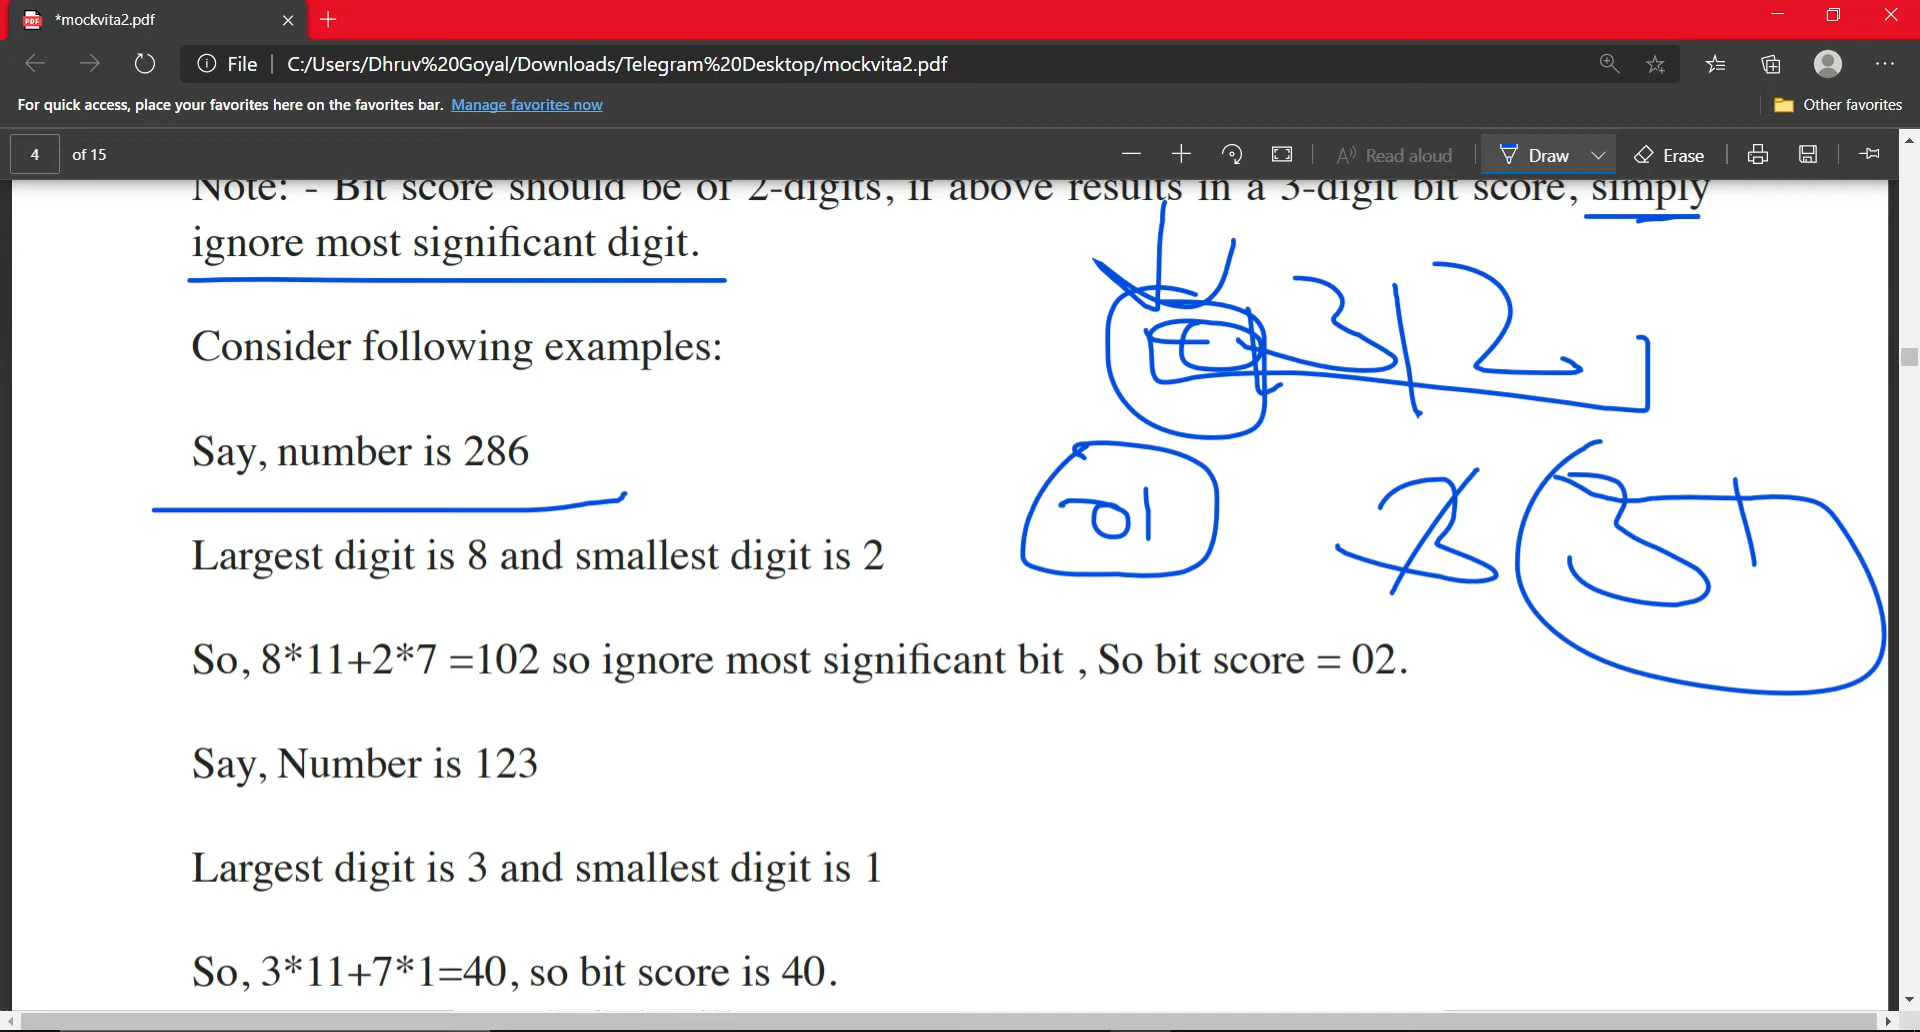 *mockvita2.pdf
File C:/Users/Dhruv%20Goyal/Downloads/Telegram%20Desktop/mockvita2.pdf
For quick access, place your favorites here on the favorites bar. Manage favorites now
Other favorites
4 of 15
Read aloud
Draw
Erase
Note: - Bit score should be of 2-digits, if above results in a 3-digit bit score, simply
ignore most significant digit.
312
Consider following examples:
Say, number is 286
01
Largest digit is 8 and smallest digit is 2
So, 8*11+2*7 =102 so ignore most significant bit , So bit score = 02.
Say, Number is 123
Largest digit is 3 and smallest digit is 1
So, 3*11+7*1=40, so bit score is 40.